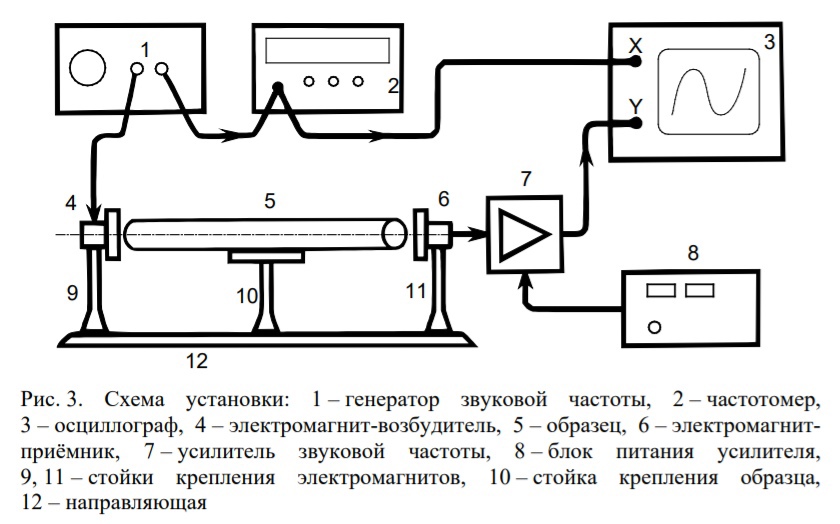 1
2
3
X
Y
4
5
6
7
8
9
10
11
12
Рис. 3. Схема установки: 1 – генератор звуковой частоты, 2 – частотомер,
3 – осциллограф, 4 – электромагнит-возбудитель, 5 – образец, 6 – электромагнит-
приёмник, 7 – усилитель звуковой частоты, 8 – блок питания усилителя,
9, 11 – стойки крепления электромагнитов, 10 – стойка крепления образца,
12 – направляющая